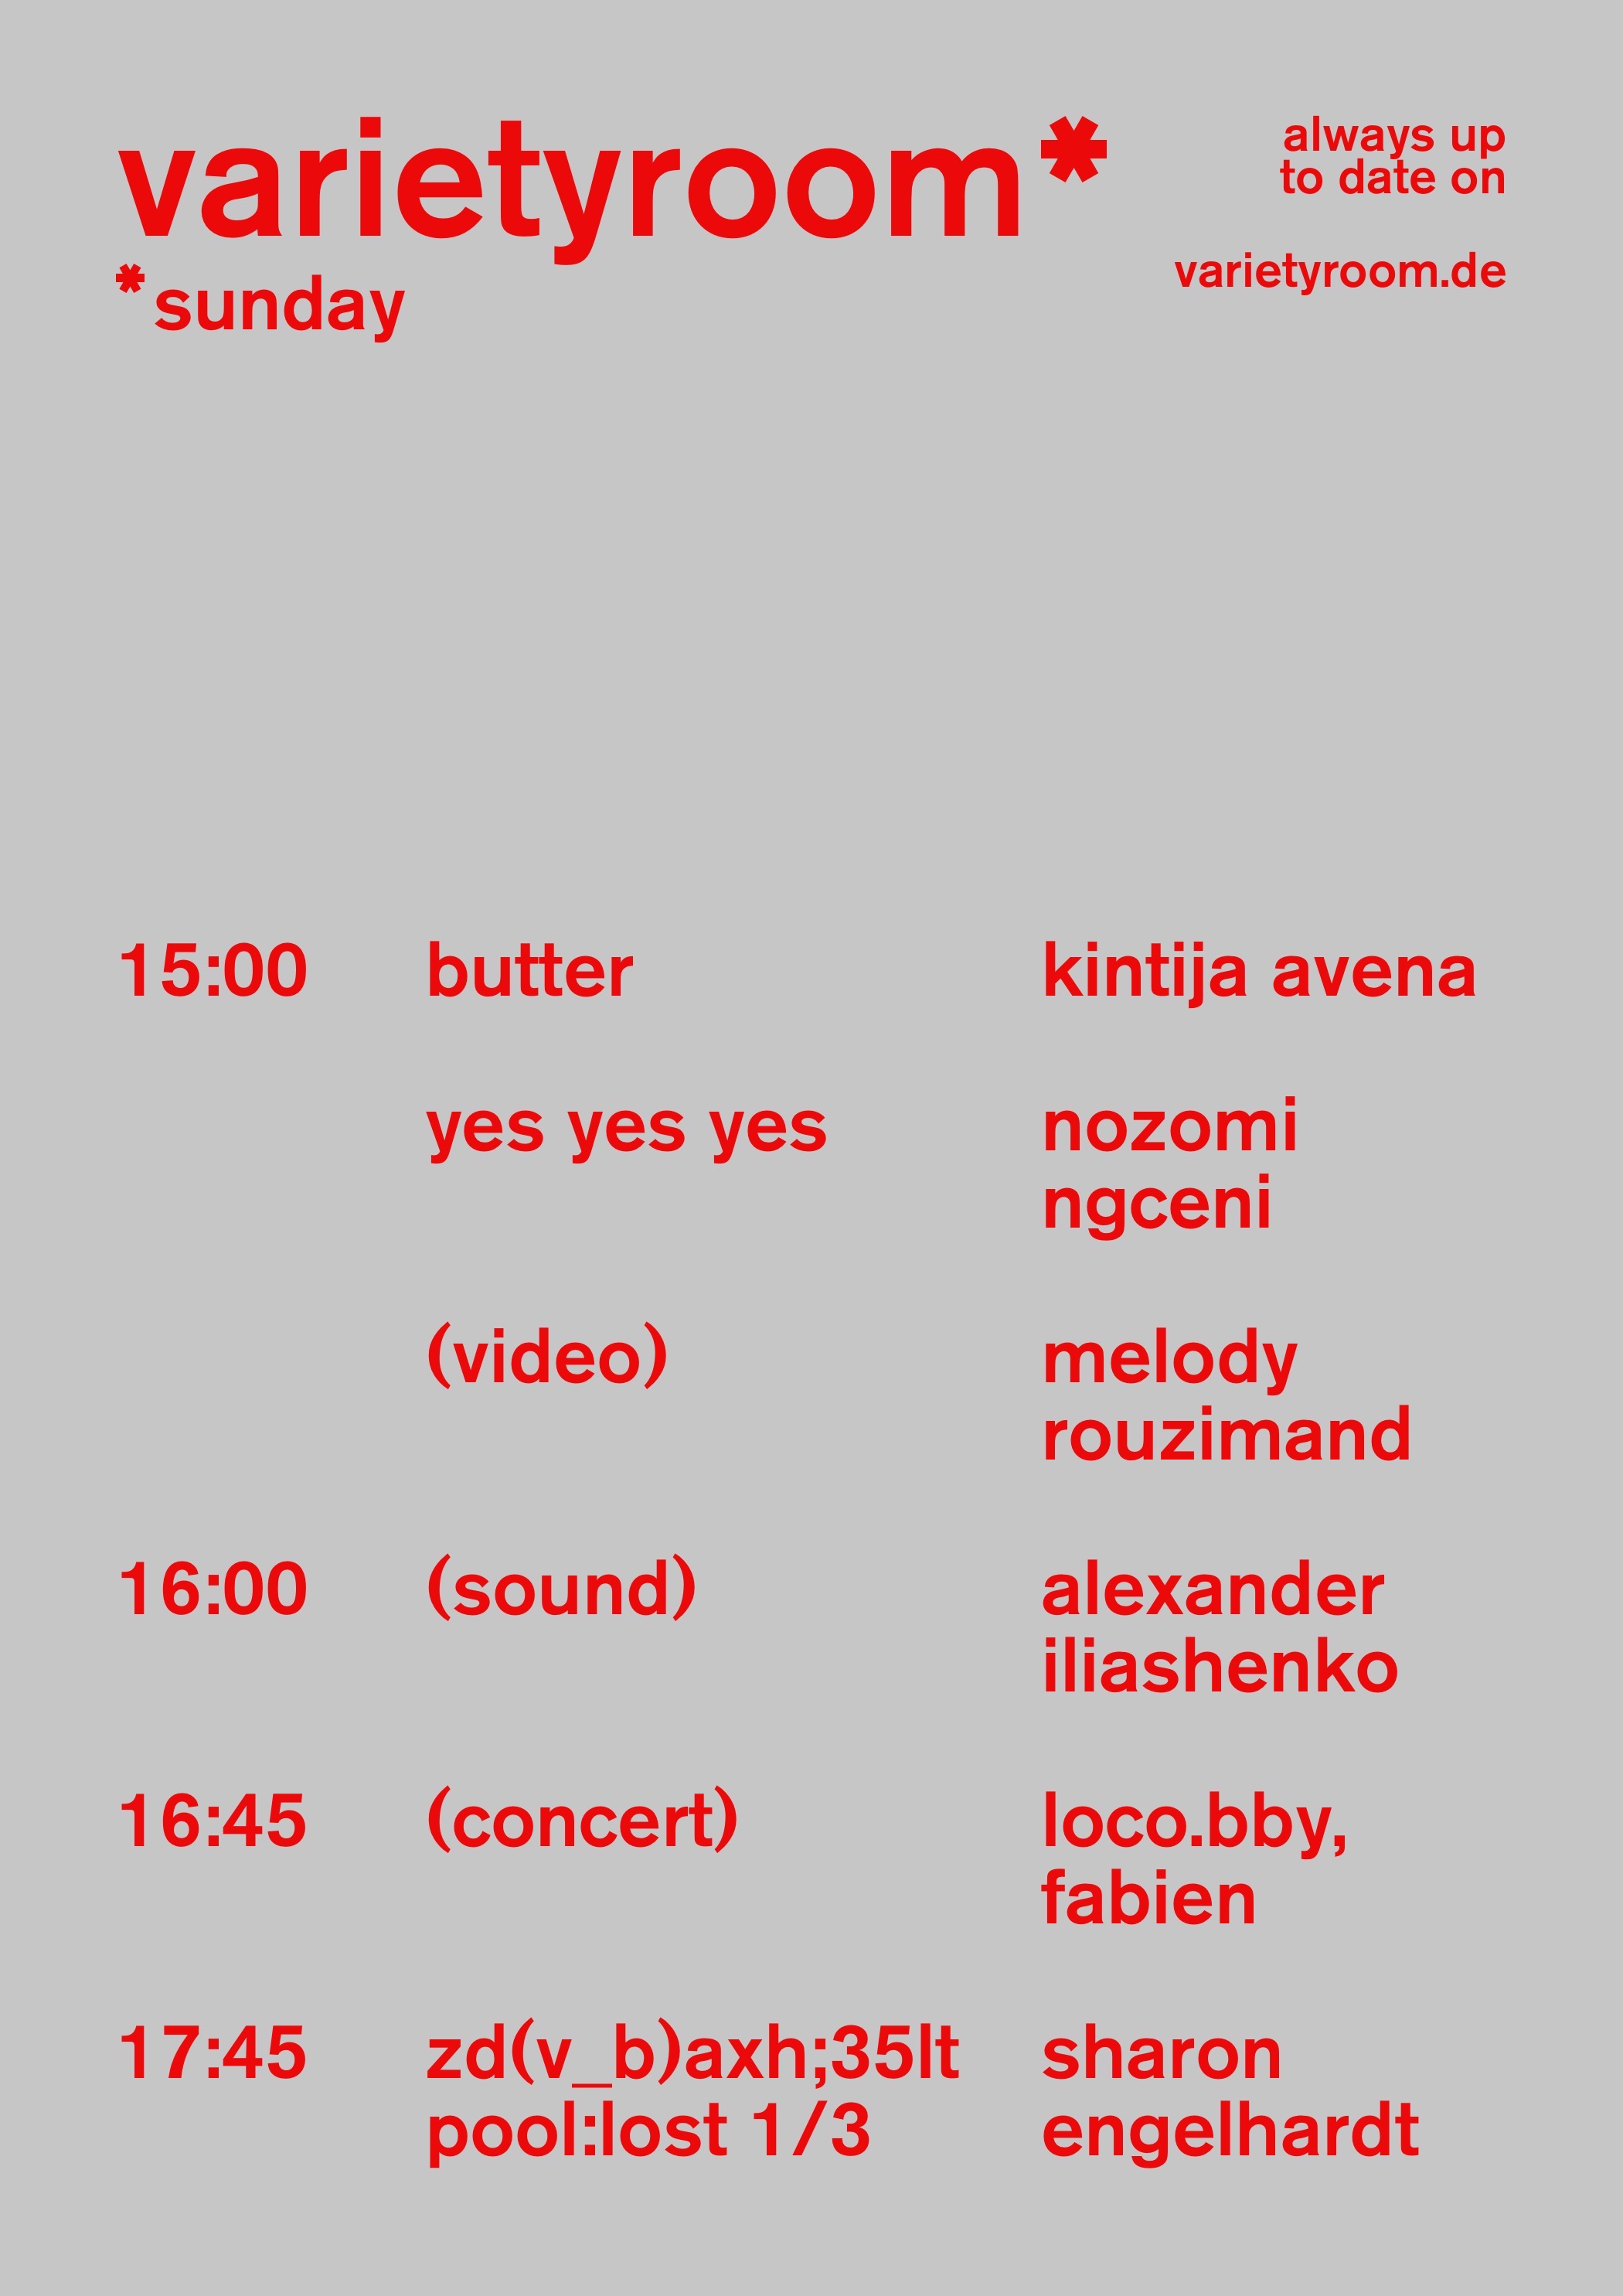 varietyroom*
*sunday
always up
to date on
varietyroom.de
15:00 butter kintija avena
yes yes yes nozomi
ngceni
(video) melody
rouzimand
16:00 (sound) alexander
iliashenko
16:45 (concert) loco.bby,
fabien
17:45 zd(v_b)axh;35lt sharon
pool:lost 1/3 engelhardt